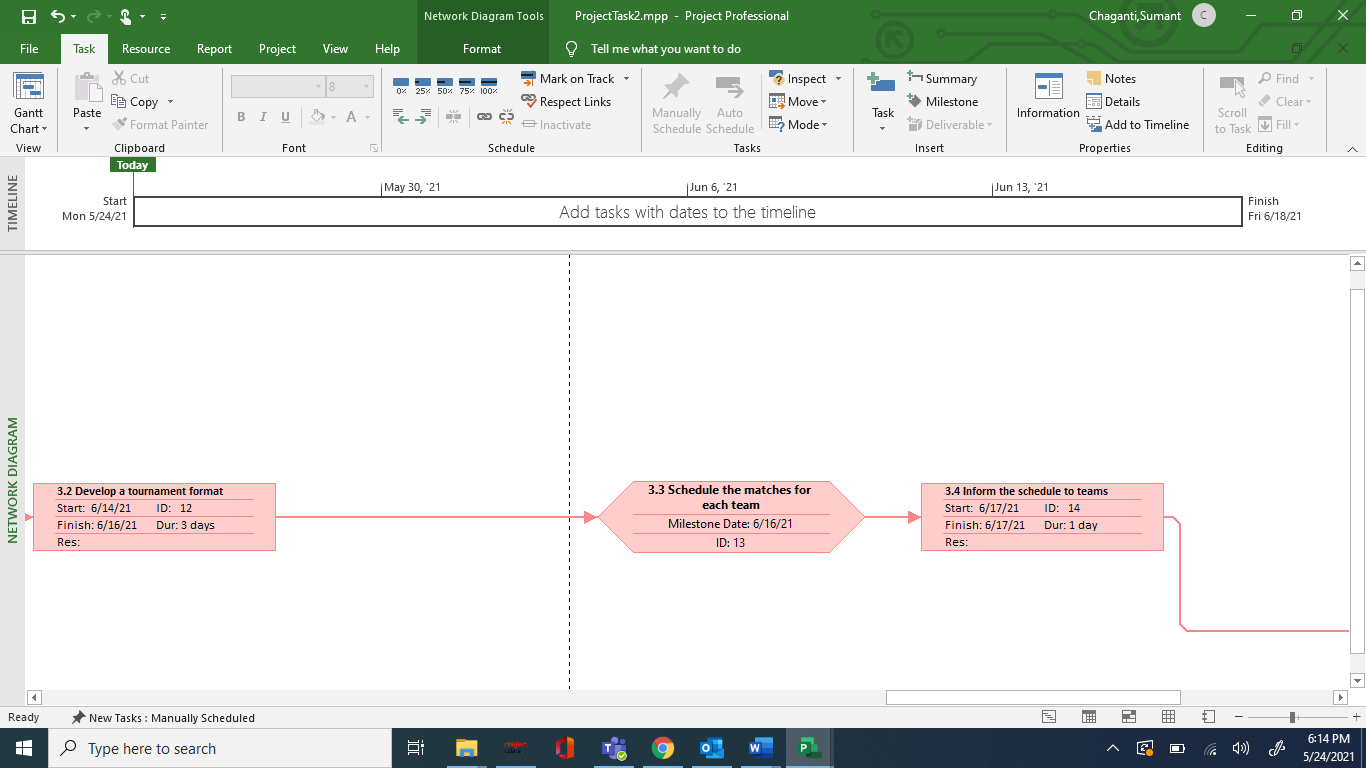 Network Diagram Tools
ProjectTask2.mpp - Project Professional
Chaganti,Sumant
C
File
Task
Resource
Report
Project
View
Help
Format
Tell me what you want to do
Gantt
Chart
View
Paste
Cut
Copy
Format Painter
Clipboard
8
B I U A
Font
0% 25% 50% 75% 100%
Mark on Track
Respect Links
Inactivate
Schedule
Manually
Schedule
Auto
Schedule
Inspect
Move
Mode
Tasks
Task
Summary
Milestone
Deliverable
Insert
Information
Notes
Details
Add to Timeline
Properties
Scroll
to Task
Find
Clear
Fill
Editing
TIMELINE
Today
Start
Mon 5/24/21
May 30, '21
Jun 6, '21
Jun 13, '21
Add tasks with dates to the timeline
Finish
Fri 6/18/21
NETWORK DIAGRAM
3.2 Develop a tournament format
Start: 6/14/21 ID: 12
Finish: 6/16/21 Dur: 3 days
Res:
3.3 Schedule the matches for
each team
Milestone Date: 6/16/21
ID: 13
3.4 Inform the schedule to teams
Start: 6/17/21 ID: 14
Finish: 6/17/21 Dur: 1 day
Res:
Ready
New Tasks : Manually Scheduled
Type here to search
6:14 PM
5/24/2021